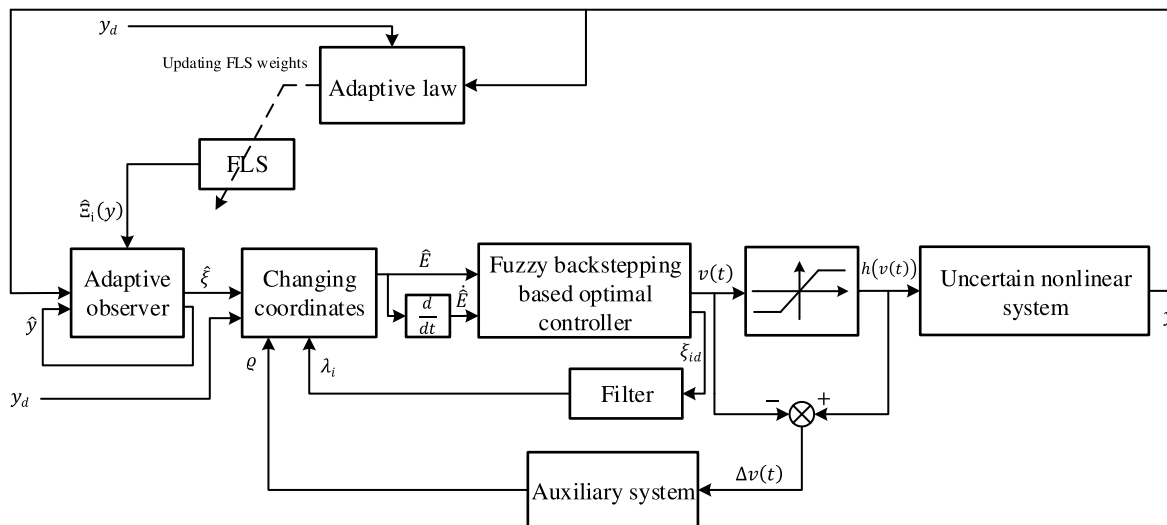 y_d
Updating FLS weights
Adaptive law
FLS
Ξ̂_i(y)
Adaptive
observer
ξ̂
ŷ
y_d
Changing
coordinates
Ê
d
dt
Ê̇
Fuzzy backstepping
based optimal
controller
v(t)
h(v(t))
Uncertain nonlinear
system
ξ_id
ϱ
λ_i
Filter
−
+
Δv(t)
Auxiliary system